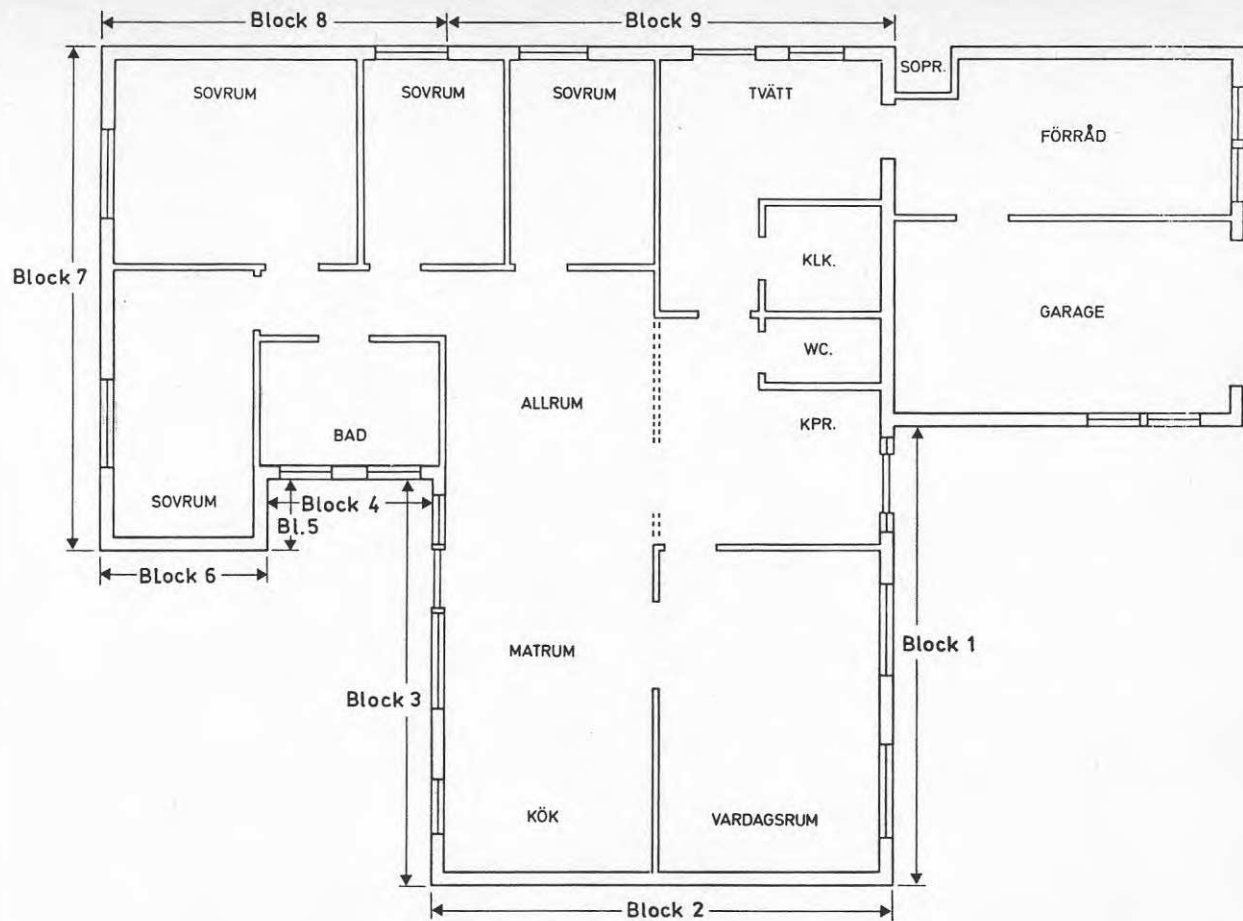 Block 8
Block 9
SOPR.
SOVRUM
SOVRUM
SOVRUM
TVÄTT
FÖRRÅD
KLK.
Block 7
GARAGE
WC.
ALLRUM
KPR.
BAD
SOVRUM
Block 4
Bl.5
Block 6
MATRUM
Block 1
Block 3
KÖK
VARDAGSRUM
Block 2